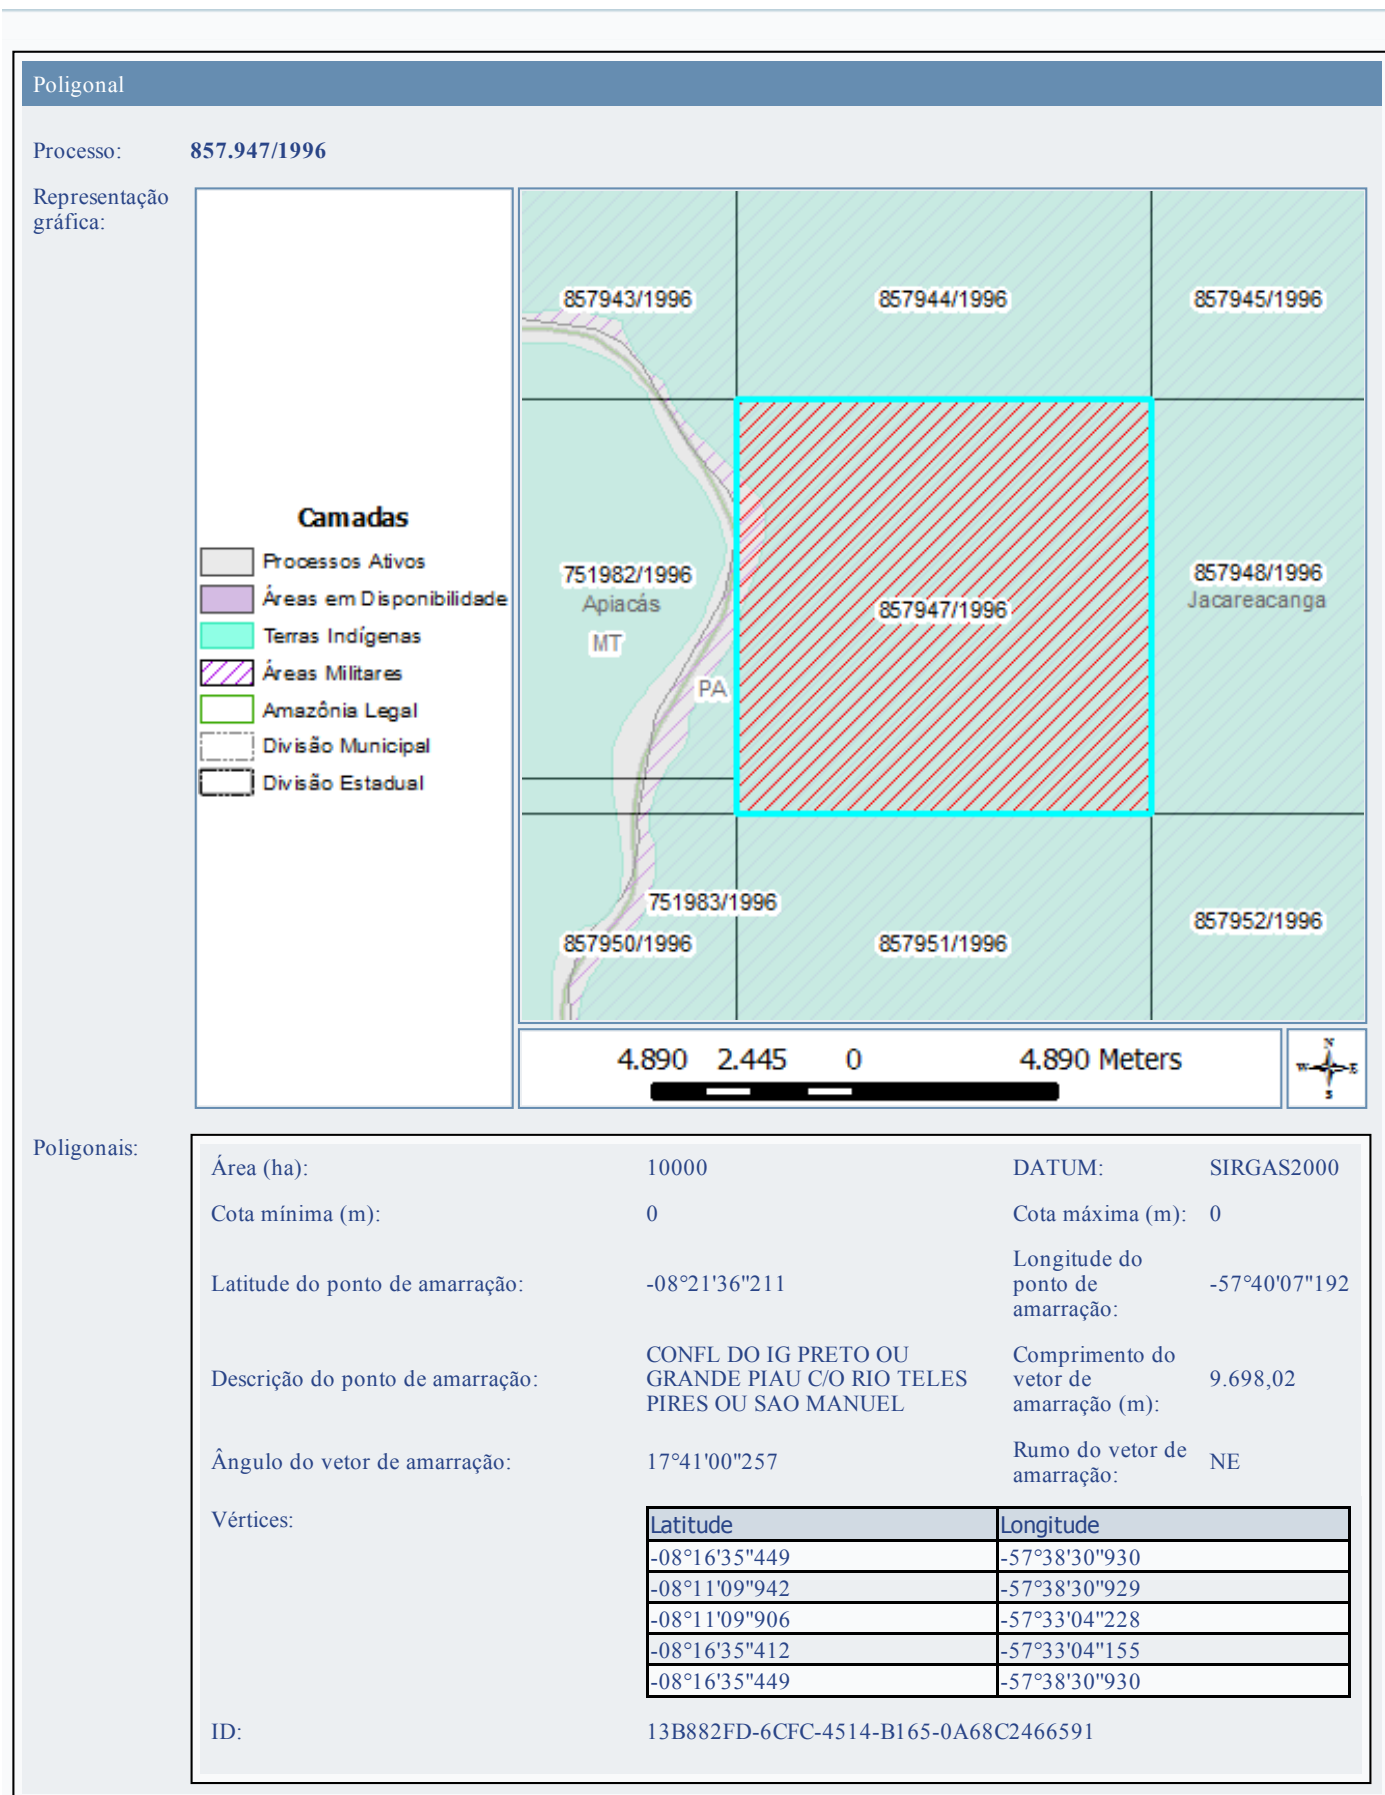 Poligonal
Processo: 857.947/1996
Representação
gráfica:
Camadas
Processos Ativos
Áreas em Disponibilidade
Terras Indígenas
Áreas Militares
Amazônia Legal
Divisão Municipal
Divisão Estadual
857943/1996 857944/1996 857945/1996
751982/1996
Apiacás
MT
PA
857947/1996
857948/1996
Jacareacanga
751983/1996
857950/1996 857951/1996
857952/1996
4.890 2.445 0 4.890 Meters
N
W E
S
Poligonais:
Área (ha): 10000 DATUM: SIRGAS2000
Cota mínima (m): 0 Cota máxima (m): 0
Latitude do ponto de amarração: -08°21'36"211
Longitude do
ponto de
amarração:
-57°40'07"192
Descrição do ponto de amarração:
CONFL DO IG PRETO OU
GRANDE PIAU C/O RIO TELES
PIRES OU SAO MANUEL
Comprimento do
vetor de
amarração (m):
9.698,02
Ângulo do vetor de amarração: 17°41'00"257
Rumo do vetor de
amarração:
NE
Vértices:
Latitude Longitude
-08°16'35"449 -57°38'30"930
-08°11'09"942 -57°38'30"929
-08°11'09"906 -57°33'04"228
-08°16'35"412 -57°33'04"155
-08°16'35"449 -57°38'30"930
ID: 13B882FD-6CFC-4514-B165-0A68C2466591